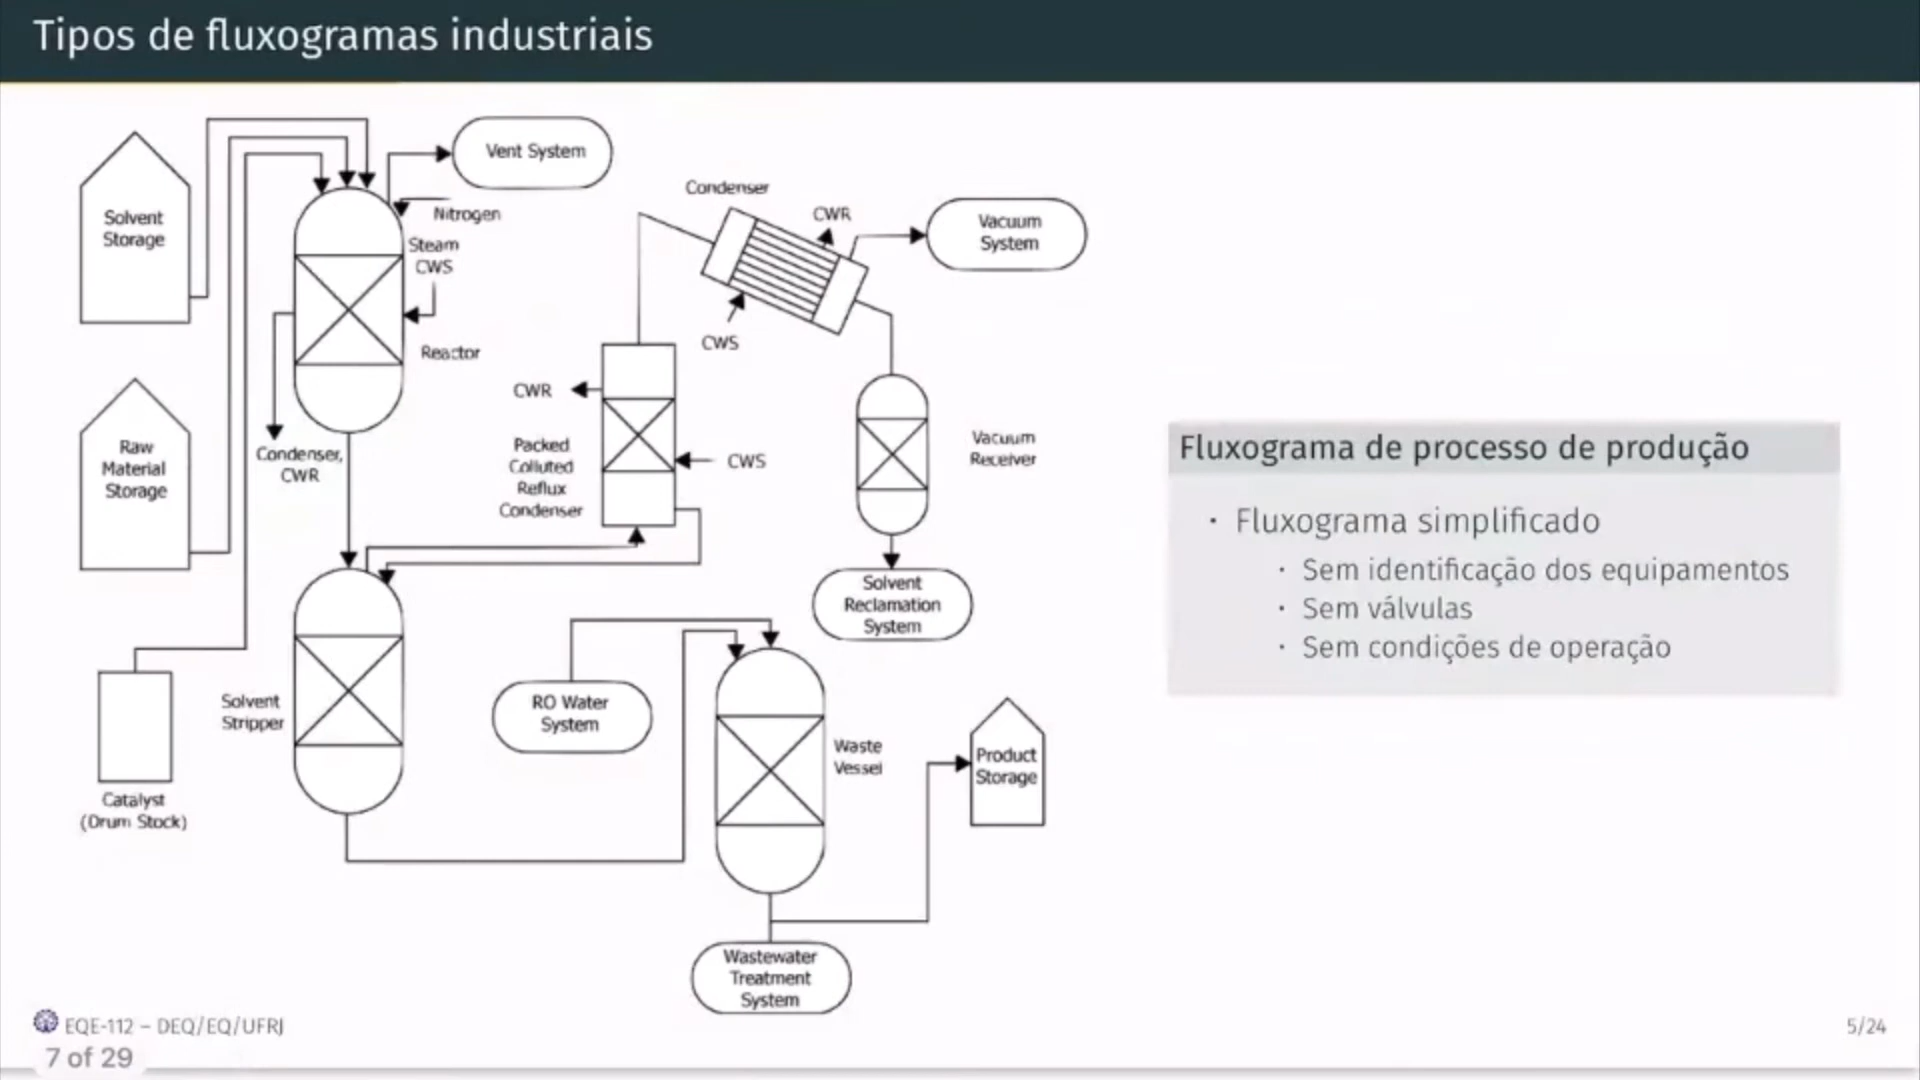 Tipos de fluxogramas industriais
Vent System
Solvent
Storage
Nitrogen
Steam
CWS
Reactor
Condenser
CWR
Vacuum
System
CWS
CWR
Packed
Colluted
Reflux
Condenser
CWS
Vacuum
Receiver
Raw
Material
Storage
Condenser,
CWR
Solvent
Reclamation
System
Solvent
Stripper
RO Water
System
Waste
Vessel
Product
Storage
Catalyst
(Drum Stock)
Wastewater
Treatment
System
Fluxograma de processo de produção
· Fluxograma simplificado
· Sem identificação dos equipamentos
· Sem válvulas
· Sem condições de operação
EQE-112 – DEQ/EQ/UFRJ
5/24
7 of 29